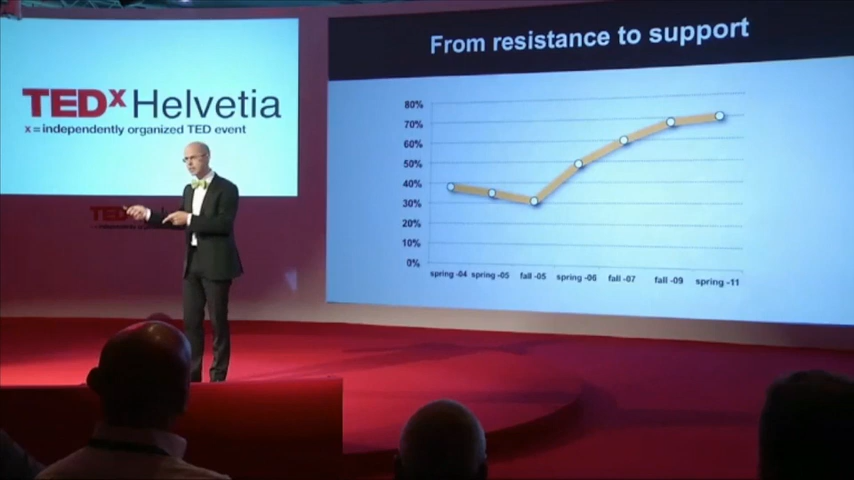 TEDxHelvetia
x = independently organized TED event
From resistance to support
80%
70%
60%
50%
40%
30%
20%
10%
0%
spring -04 spring -05 fall -05 spring -06 fall -07 fall -09 spring -11
TED